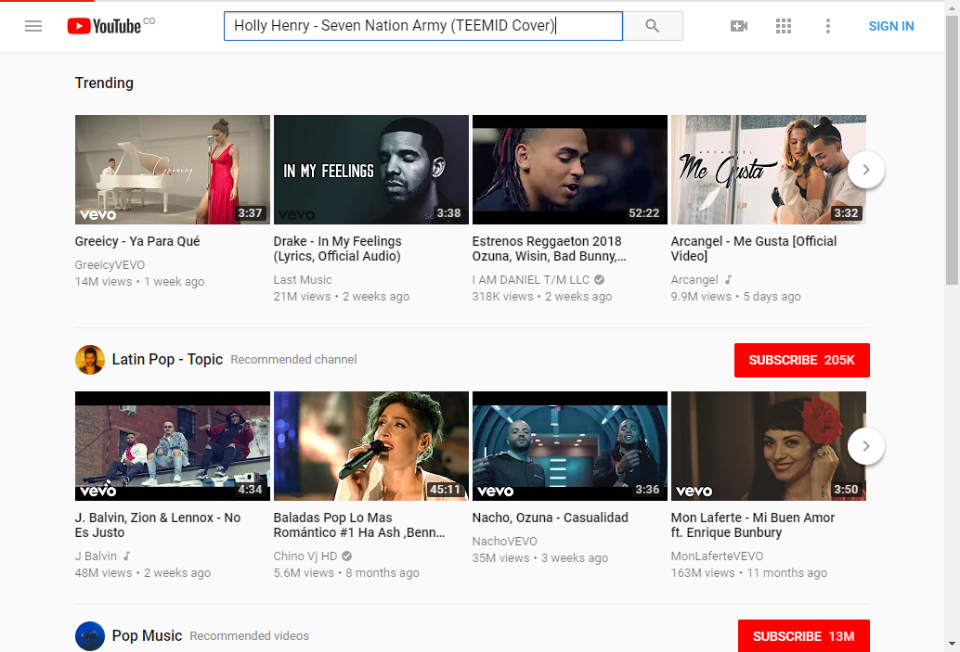 YouTube CO
Holly Henry - Seven Nation Army (TEEMID Cover)
SIGN IN
Trending
vevo
3:37
IN MY FEELINGS
vevo
3:38
52:22
ARCANGEL
Me Gusta
3:32
Greeicy - Ya Para Qué
GreeicyVEVO
14M views • 1 week ago
Drake - In My Feelings
(Lyrics, Official Audio)
Last Music
21M views • 2 weeks ago
Estrenos Reggaeton 2018
Ozuna, Wisin, Bad Bunny,...
I AM DANIEL T/M LLC
318K views • 2 weeks ago
Arcangel - Me Gusta [Official
Video]
Arcangel
9.9M views • 5 days ago
Latin Pop - Topic Recommended channel
SUBSCRIBE 205K
vevo
4:34
45:11
vevo
3:36
vevo
3:50
J. Balvin, Zion & Lennox - No
Es Justo
J Balvin
48M views • 2 weeks ago
Baladas Pop Lo Mas
Romántico #1 Ha Ash ,Benn...
Chino Vj HD
5.6M views • 8 months ago
Nacho, Ozuna - Casualidad
NachoVEVO
35M views • 3 weeks ago
Mon Laferte - Mi Buen Amor
ft. Enrique Bunbury
MonLaferteVEVO
163M views • 11 months ago
Pop Music Recommended videos
SUBSCRIBE 13M